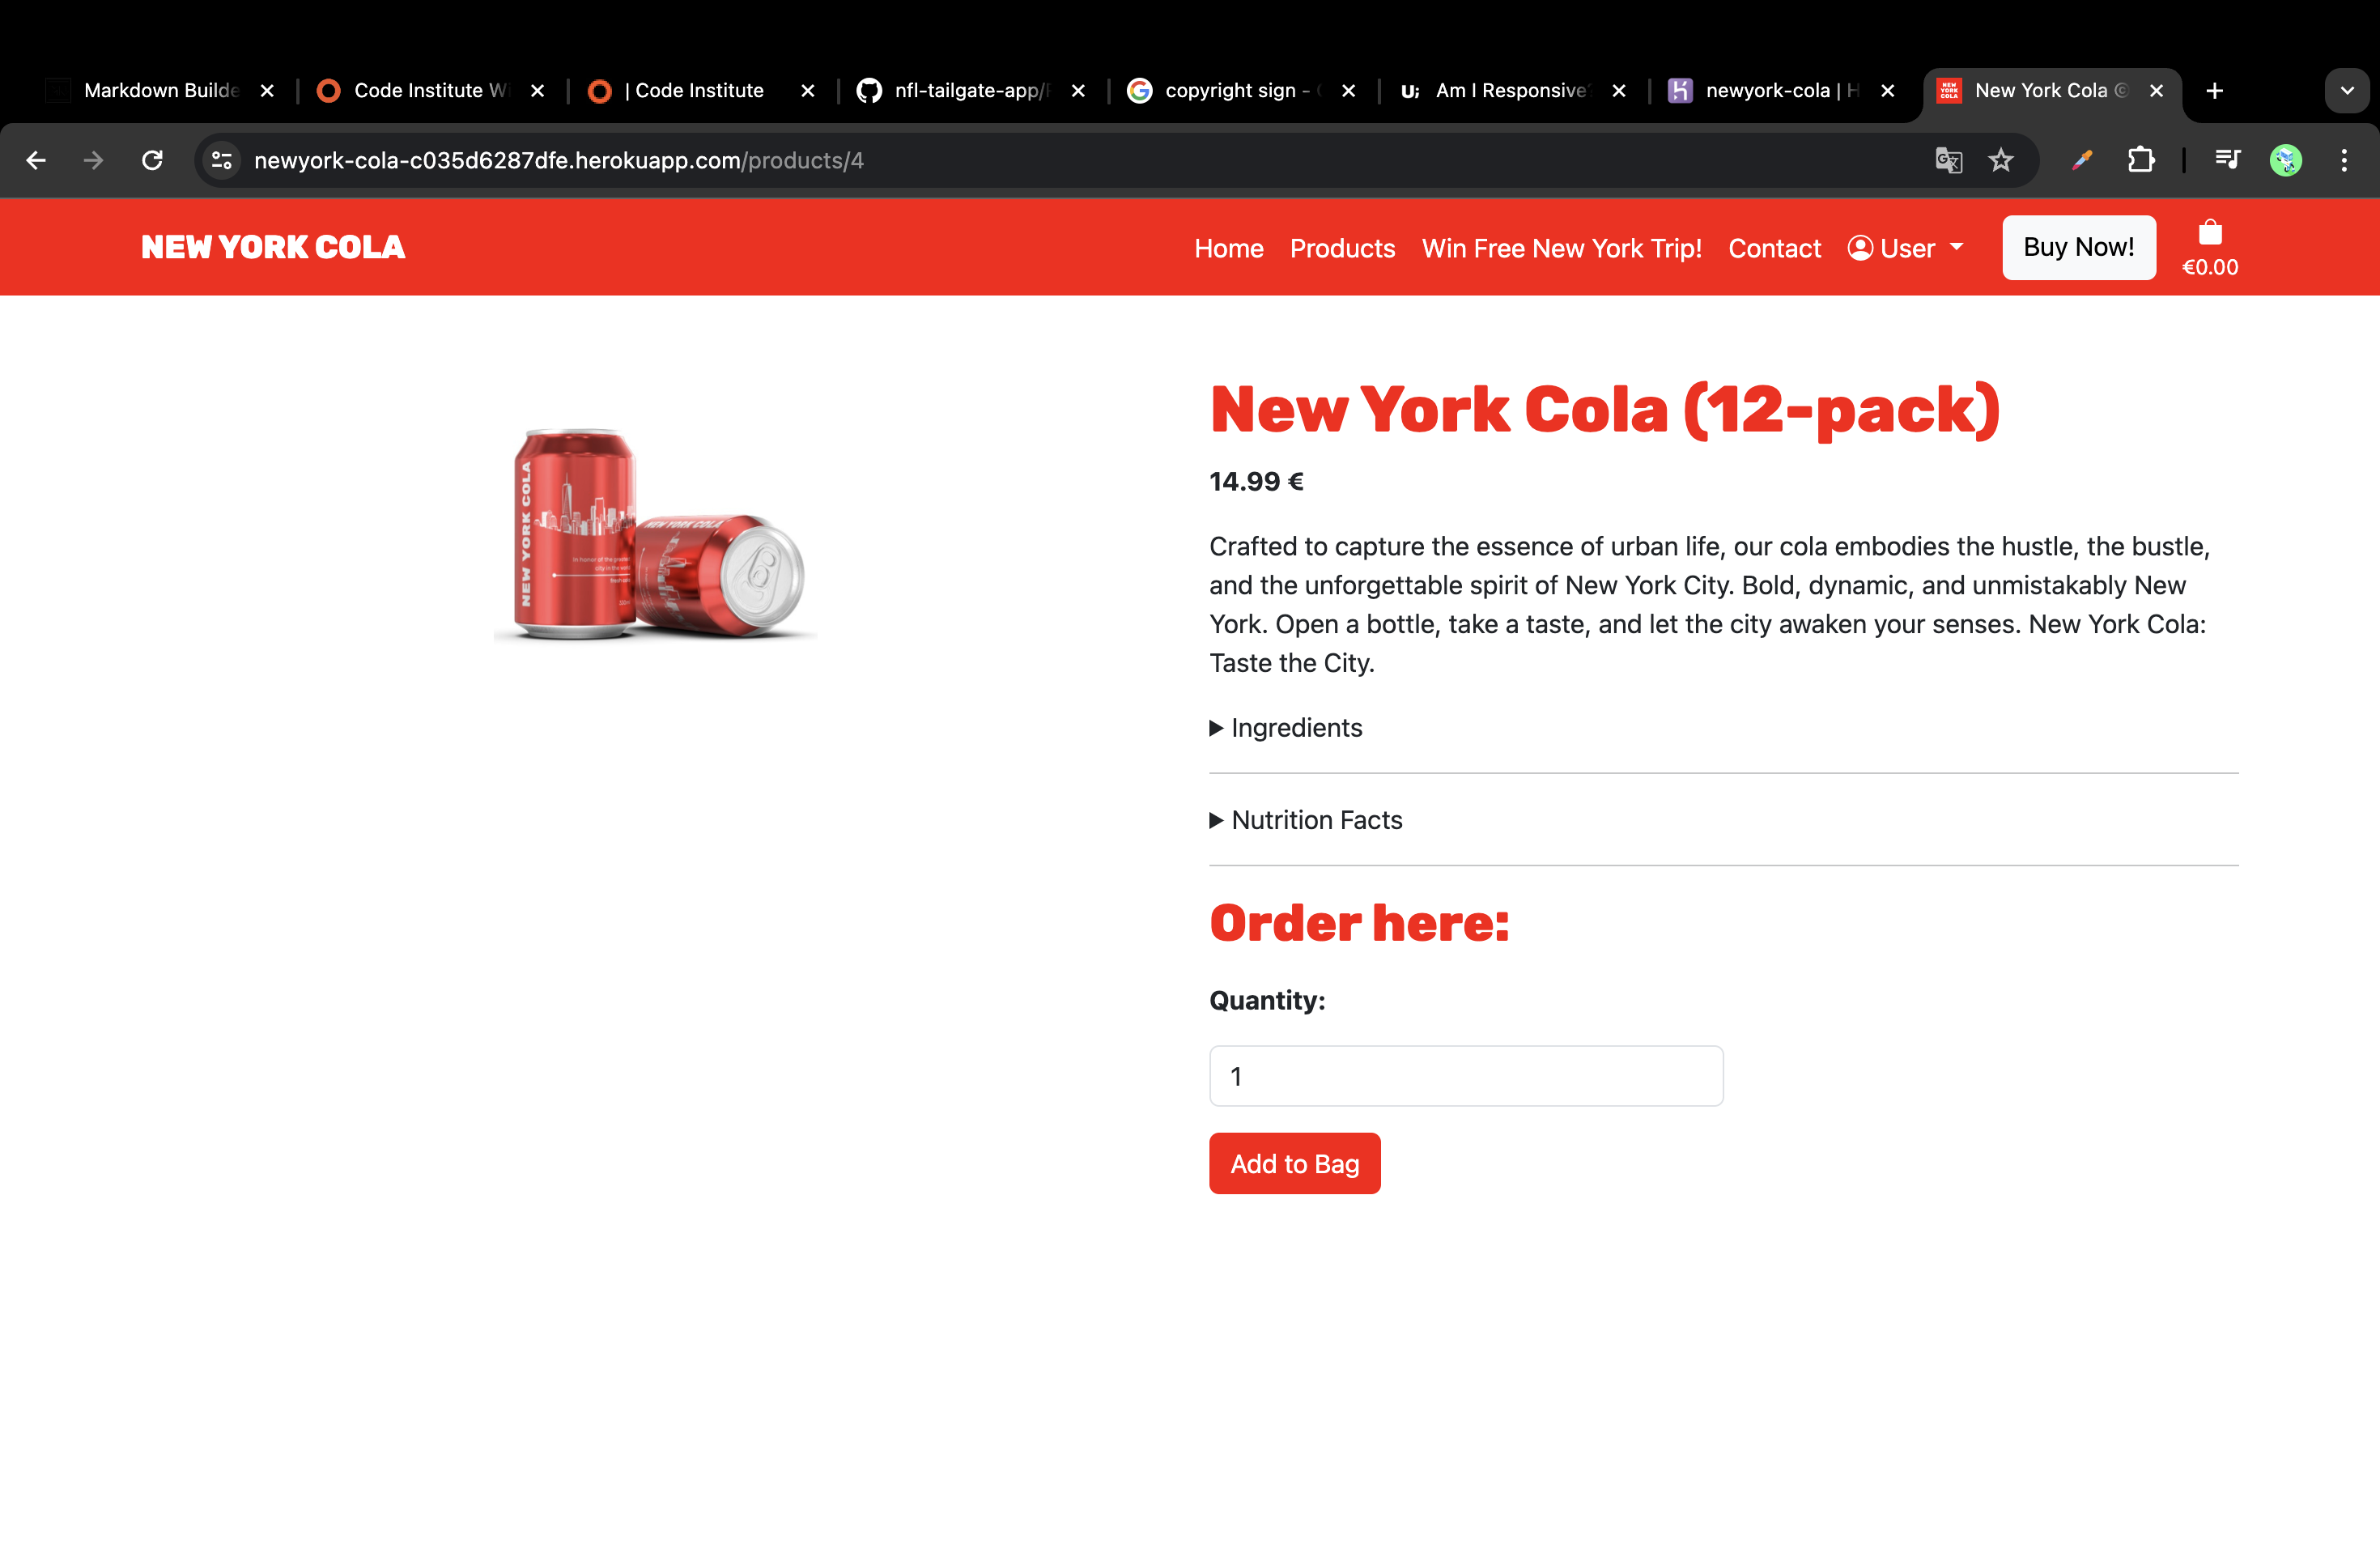 Markdown Builde
Code Institute W
| Code Institute
nfl-tailgate-app/
copyright sign -
Am I Responsive
newyork-cola | H
New York Cola ©
newyork-cola-c035d6287dfe.herokuapp.com/products/4
NEW YORK COLA
Home
Products
Win Free New York Trip!
Contact
User
Buy Now!
€0.00
NEW YORK COLA
NEW YORK COLA
New York Cola (12-pack)
14.99 €
Crafted to capture the essence of urban life, our cola embodies the hustle, the bustle,
and the unforgettable spirit of New York City. Bold, dynamic, and unmistakably New
York. Open a bottle, take a taste, and let the city awaken your senses. New York Cola:
Taste the City.
Ingredients
Nutrition Facts
Order here:
Quantity:
1
Add to Bag